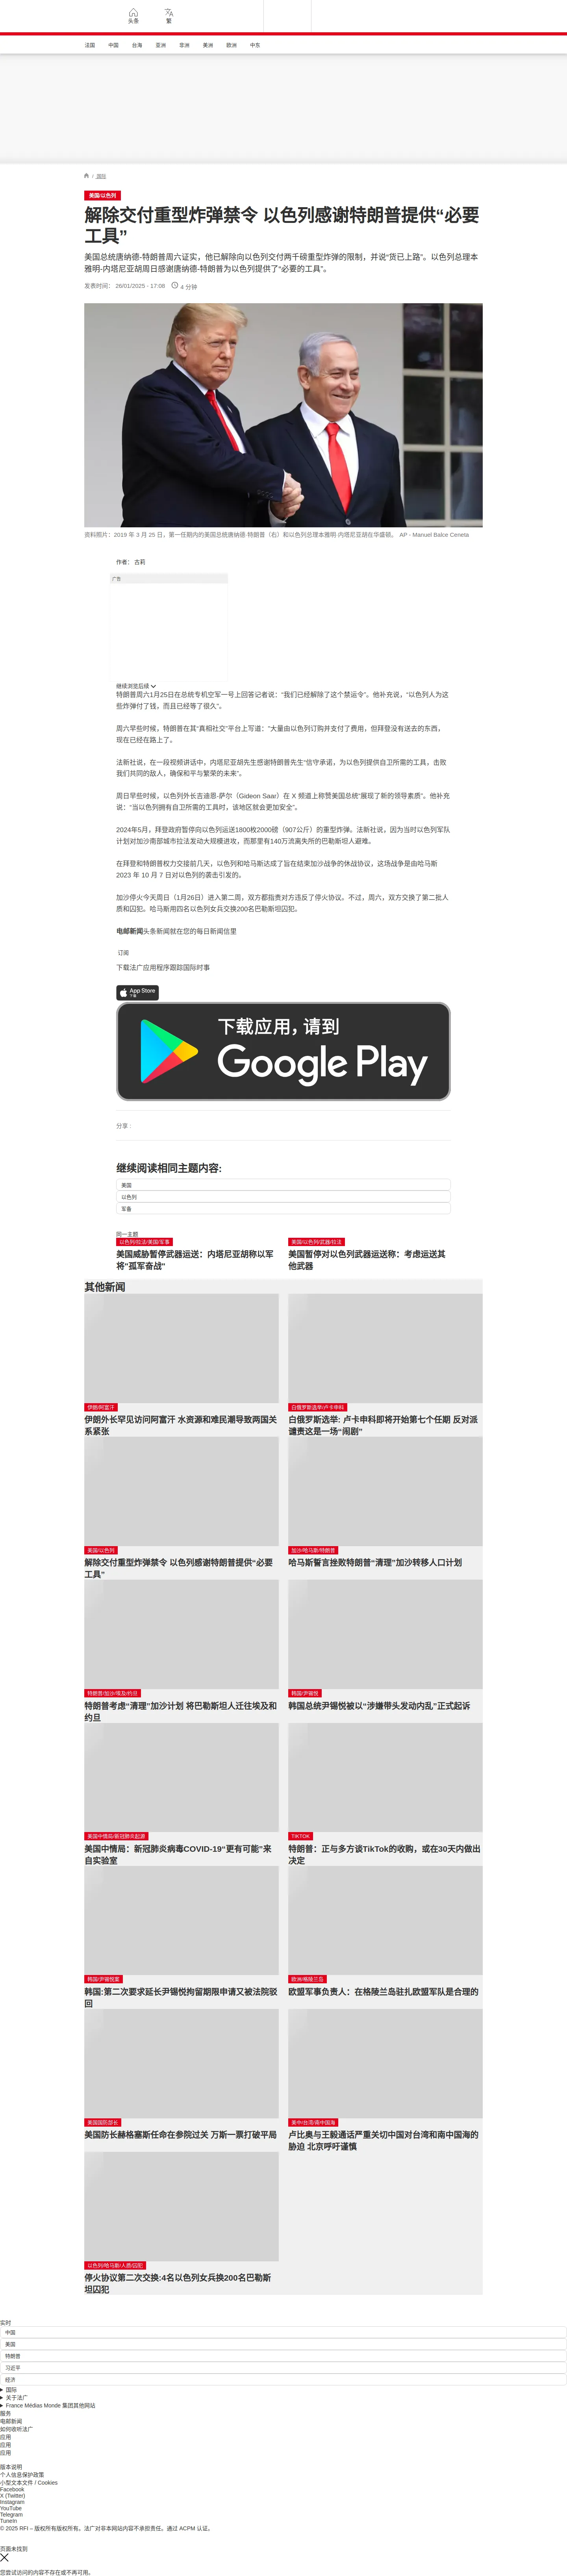 头条
繁
法国 中国 台海 亚洲 非洲 美洲 欧洲 中东
/ 国际
美国/以色列
解除交付重型炸弹禁令 以色列感谢特朗普提供“必要
工具”
美国总统唐纳德-特朗普周六证实，他已解除向以色列交付两千磅重型炸弹的限制，并说“货已上路”。以色列总理本
雅明-内塔尼亚胡周日感谢唐纳德-特朗普为以色列提供了“必要的工具”。
发表时间： 26/01/2025 - 17:08 4 分钟
资料照片：2019 年 3 月 25 日，第一任期内的美国总统唐纳德·特朗普（右）和以色列总理本雅明·内塔尼亚胡在华盛顿。 AP - Manuel Balce Ceneta
作者： 古莉
广告
继续浏览后续
特朗普周六1月25日在总统专机空军一号上回答记者说：“我们已经解除了这个禁运令”。他补充说，“以色列人为这
些炸弹付了钱，而且已经等了很久”。
周六早些时候，特朗普在其“真相社交”平台上写道：“大量由以色列订购并支付了费用，但拜登没有送去的东西，
现在已经在路上了。
法新社说，在一段视频讲话中，内塔尼亚胡先生感谢特朗普先生“信守承诺，为以色列提供自卫所需的工具，击败
我们共同的敌人，确保和平与繁荣的未来”。
周日早些时候，以色列外长吉迪恩-萨尔（Gideon Saar）在 X 频道上称赞美国总统“展现了新的领导素质”。他补充
说：“当以色列拥有自卫所需的工具时，该地区就会更加安全”。
2024年5月，拜登政府暂停向以色列运送1800枚2000磅（907公斤）的重型炸弹。法新社说，因为当时以色列军队
计划对加沙南部城市拉法发动大规模进攻，而那里有140万流离失所的巴勒斯坦人避难。
在拜登和特朗普权力交接前几天，以色列和哈马斯达成了旨在结束加沙战争的休战协议，这场战争是由哈马斯
2023 年 10 月 7 日对以色列的袭击引发的。
加沙停火今天周日（1月26日）进入第二周，双方都指责对方违反了停火协议。不过，周六，双方交换了第二批人
质和囚犯。哈马斯用四名以色列女兵交换200名巴勒斯坦囚犯。
电邮新闻头条新闻就在您的每日新闻信里
订阅
下载法广应用程序跟踪国际时事
App Store
下载
下载应用，请到
Google Play
分享 :
继续阅读相同主题内容:
美国
以色列
军备
同一主题
以色列/拉法/美国/军事
美国威胁暂停武器运送：内塔尼亚胡称以军
将“孤军奋战”
美国/以色列/武器/拉法
美国暂停对以色列武器运送称：考虑运送其
他武器
其他新闻
伊朗/阿富汗
伊朗外长罕见访问阿富汗 水资源和难民潮导致两国关
系紧张
白俄罗斯选举/卢卡申科
白俄罗斯选举: 卢卡申科即将开始第七个任期 反对派
谴责这是一场“闹剧”
美国/以色列
解除交付重型炸弹禁令 以色列感谢特朗普提供“必要
工具”
加沙/哈马斯/特朗普
哈马斯誓言挫败特朗普“清理”加沙转移人口计划
特朗普/加沙/埃及/约旦
特朗普考虑“清理”加沙计划 将巴勒斯坦人迁往埃及和
约旦
韩国/尹锡悦
韩国总统尹锡悦被以“涉嫌带头发动内乱”正式起诉
美国中情局/新冠肺炎起源
美国中情局：新冠肺炎病毒COVID-19“更有可能”来
自实验室
TIKTOK
特朗普：正与多方谈TikTok的收购，或在30天内做出
决定
韩国/尹锡悦案
韩国:第二次要求延长尹锡悦拘留期限申请又被法院驳
回
欧洲/格陵兰岛
欧盟军事负责人：在格陵兰岛驻扎欧盟军队是合理的
美国国防部长
美国防长赫格塞斯任命在参院过关 万斯一票打破平局
美中/台湾/南中国海
卢比奥与王毅通话严重关切中国对台湾和南中国海的
胁迫 北京呼吁谨慎
以色列/哈马斯/人质/囚犯
停火协议第二次交换:4名以色列女兵换200名巴勒斯
坦囚犯
实时
中国
美国
特朗普
习近平
经济
国际
关于法广
France Médias Monde 集团其他网站
服务
电邮新闻
如何收听法广
应用
应用
应用
版本说明
个人信息保护政策
小型文本文件 / Cookies
Facebook
X (Twitter)
Instagram
YouTube
Telegram
TuneIn
© 2025 RFI – 版权所有版权所有。法广对非本网站内容不承担责任。通过 ACPM 认证。
页面未找到
您尝试访问的内容不存在或不再可用。